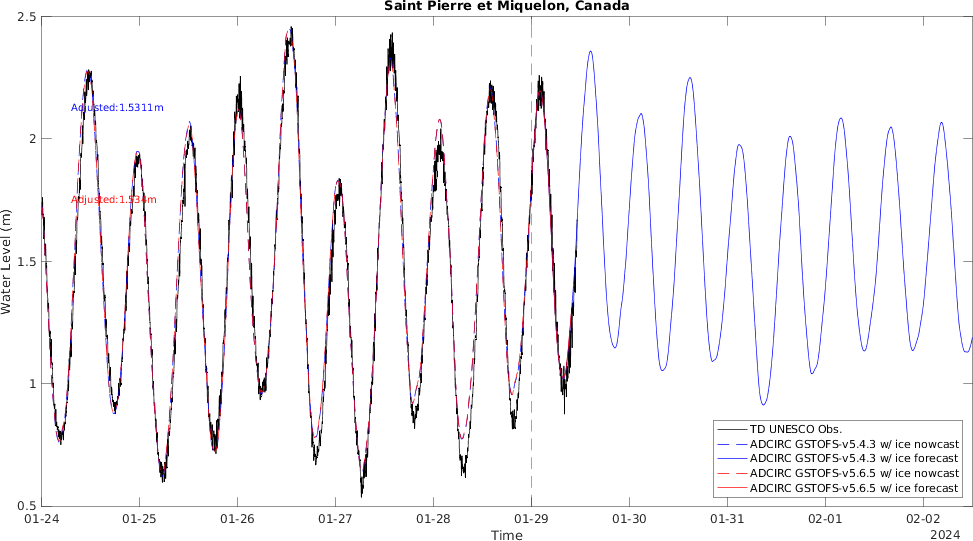 Saint Pierre et Miquelon, Canada
2.5
2
1.5
1
0.5
Water Level (m)
Adjusted:1.5311m
Adjusted:1.534m
TD UNESCO Obs.
ADCIRC GSTOFS-v5.4.3 w/ ice nowcast
ADCIRC GSTOFS-v5.4.3 w/ ice forecast
ADCIRC GSTOFS-v5.6.5 w/ ice nowcast
ADCIRC GSTOFS-v5.6.5 w/ ice forecast
01-24 01-25 01-26 01-27 01-28 01-29 01-30 01-31 02-01 02-02
Time
2024